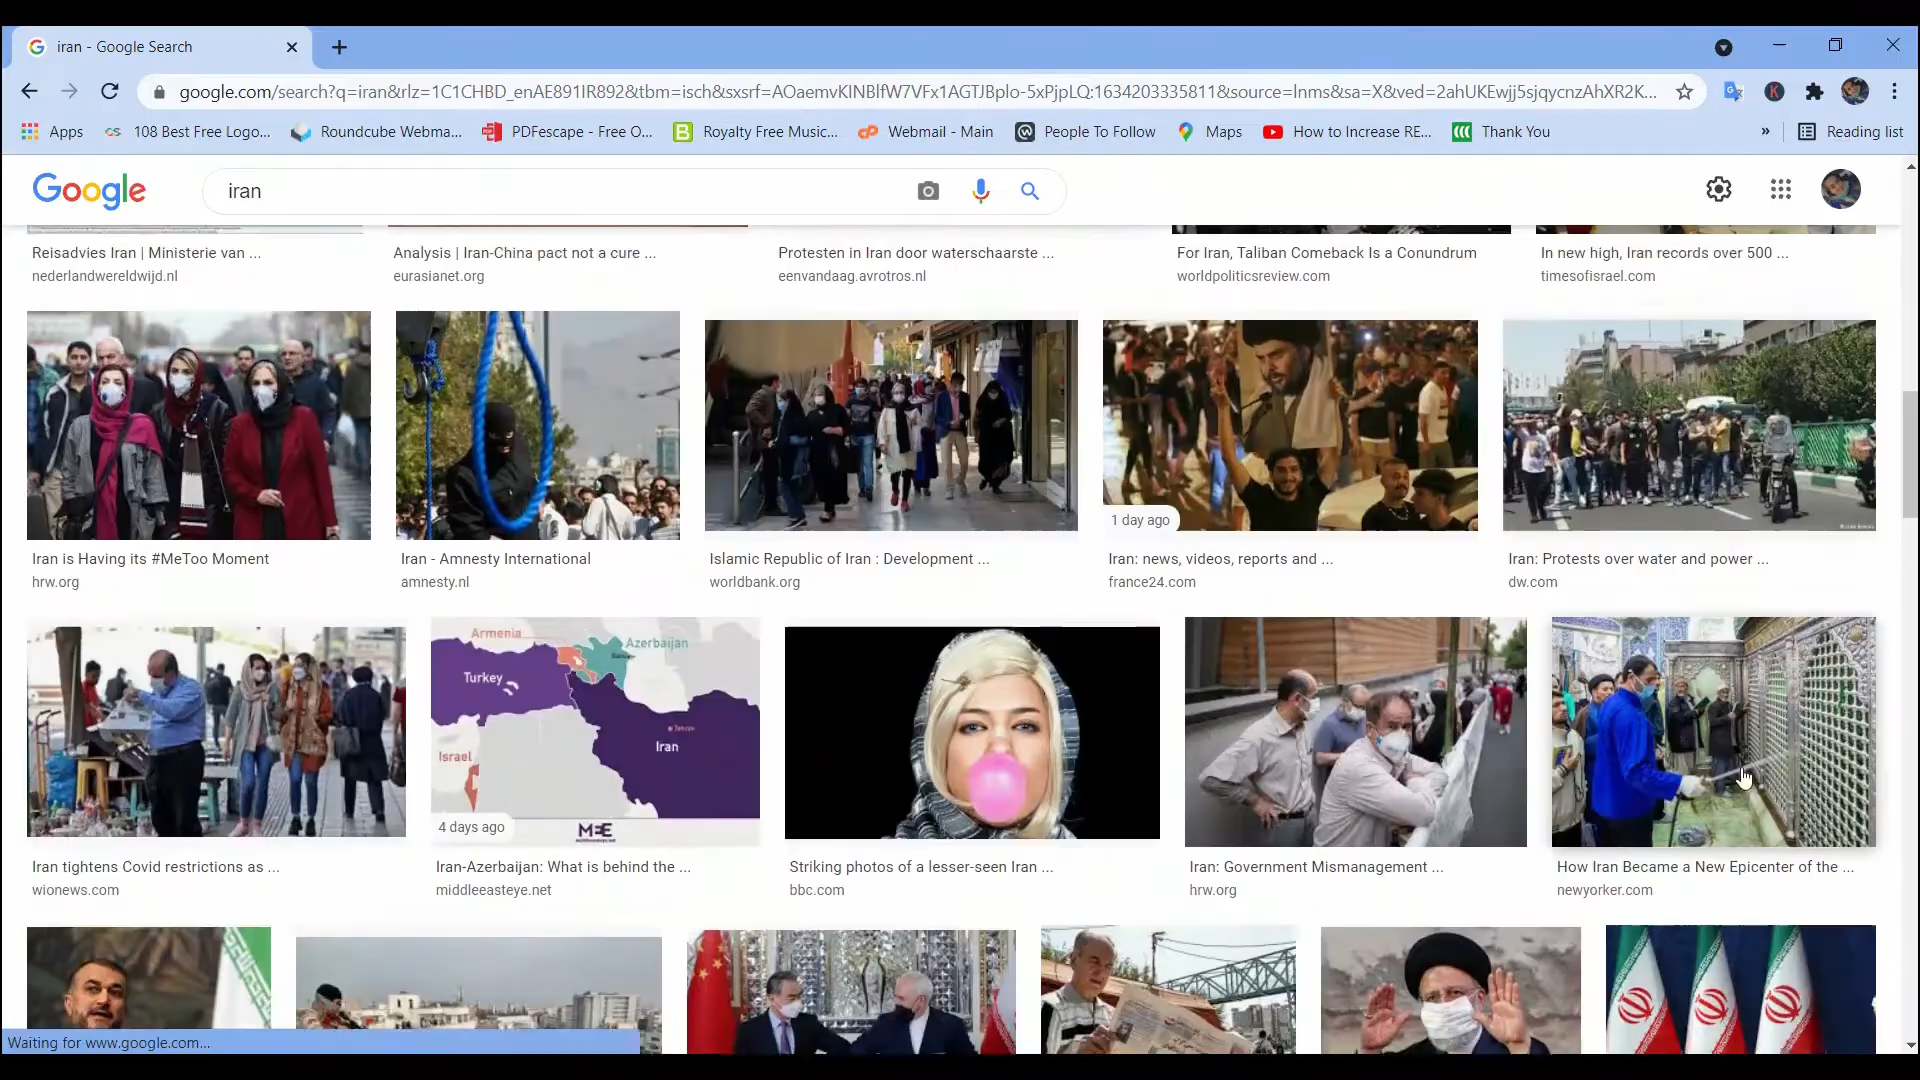 iran - Google Search
google.com/search?q=iran&rlz=1C1CHBD_enAE891IR892&tbm=isch&sxsrf=AOaemvKINBlfW7VFx1AGTJBplo-5xPjpLQ:1634203335811&source=lnms&sa=X&ved=2ahUKEwjj5sjqycnzAhXR2K...
Apps
108 Best Free Logo...
Roundcube Webma...
PDFescape - Free O...
Royalty Free Music...
Webmail - Main
People To Follow
Maps
How to Increase RE...
Thank You
»
Reading list
Google
iran
Reisadvies Iran | Ministerie van ...
nederlandwereldwijd.nl
Analysis | Iran-China pact not a cure ...
eurasianet.org
Protesten in Iran door waterschaarste ...
eenvandaag.avrotros.nl
For Iran, Taliban Comeback Is a Conundrum
worldpoliticsreview.com
In new high, Iran records over 500 ...
timesofisrael.com
1 day ago
Iran is Having its #MeToo Moment
hrw.org
Iran - Amnesty International
amnesty.nl
Islamic Republic of Iran : Development ...
worldbank.org
Iran: news, videos, reports and ...
france24.com
Iran: Protests over water and power ...
dw.com
Armenia
Azerbaijan
Turkey
Tehran
Iran
Israel
4 days ago
MEE
Iran tightens Covid restrictions as ...
wionews.com
Iran-Azerbaijan: What is behind the ...
middleeasteye.net
Striking photos of a lesser-seen Iran ...
bbc.com
Iran: Government Mismanagement ...
hrw.org
How Iran Became a New Epicenter of the ...
newyorker.com
Waiting for www.google.com...